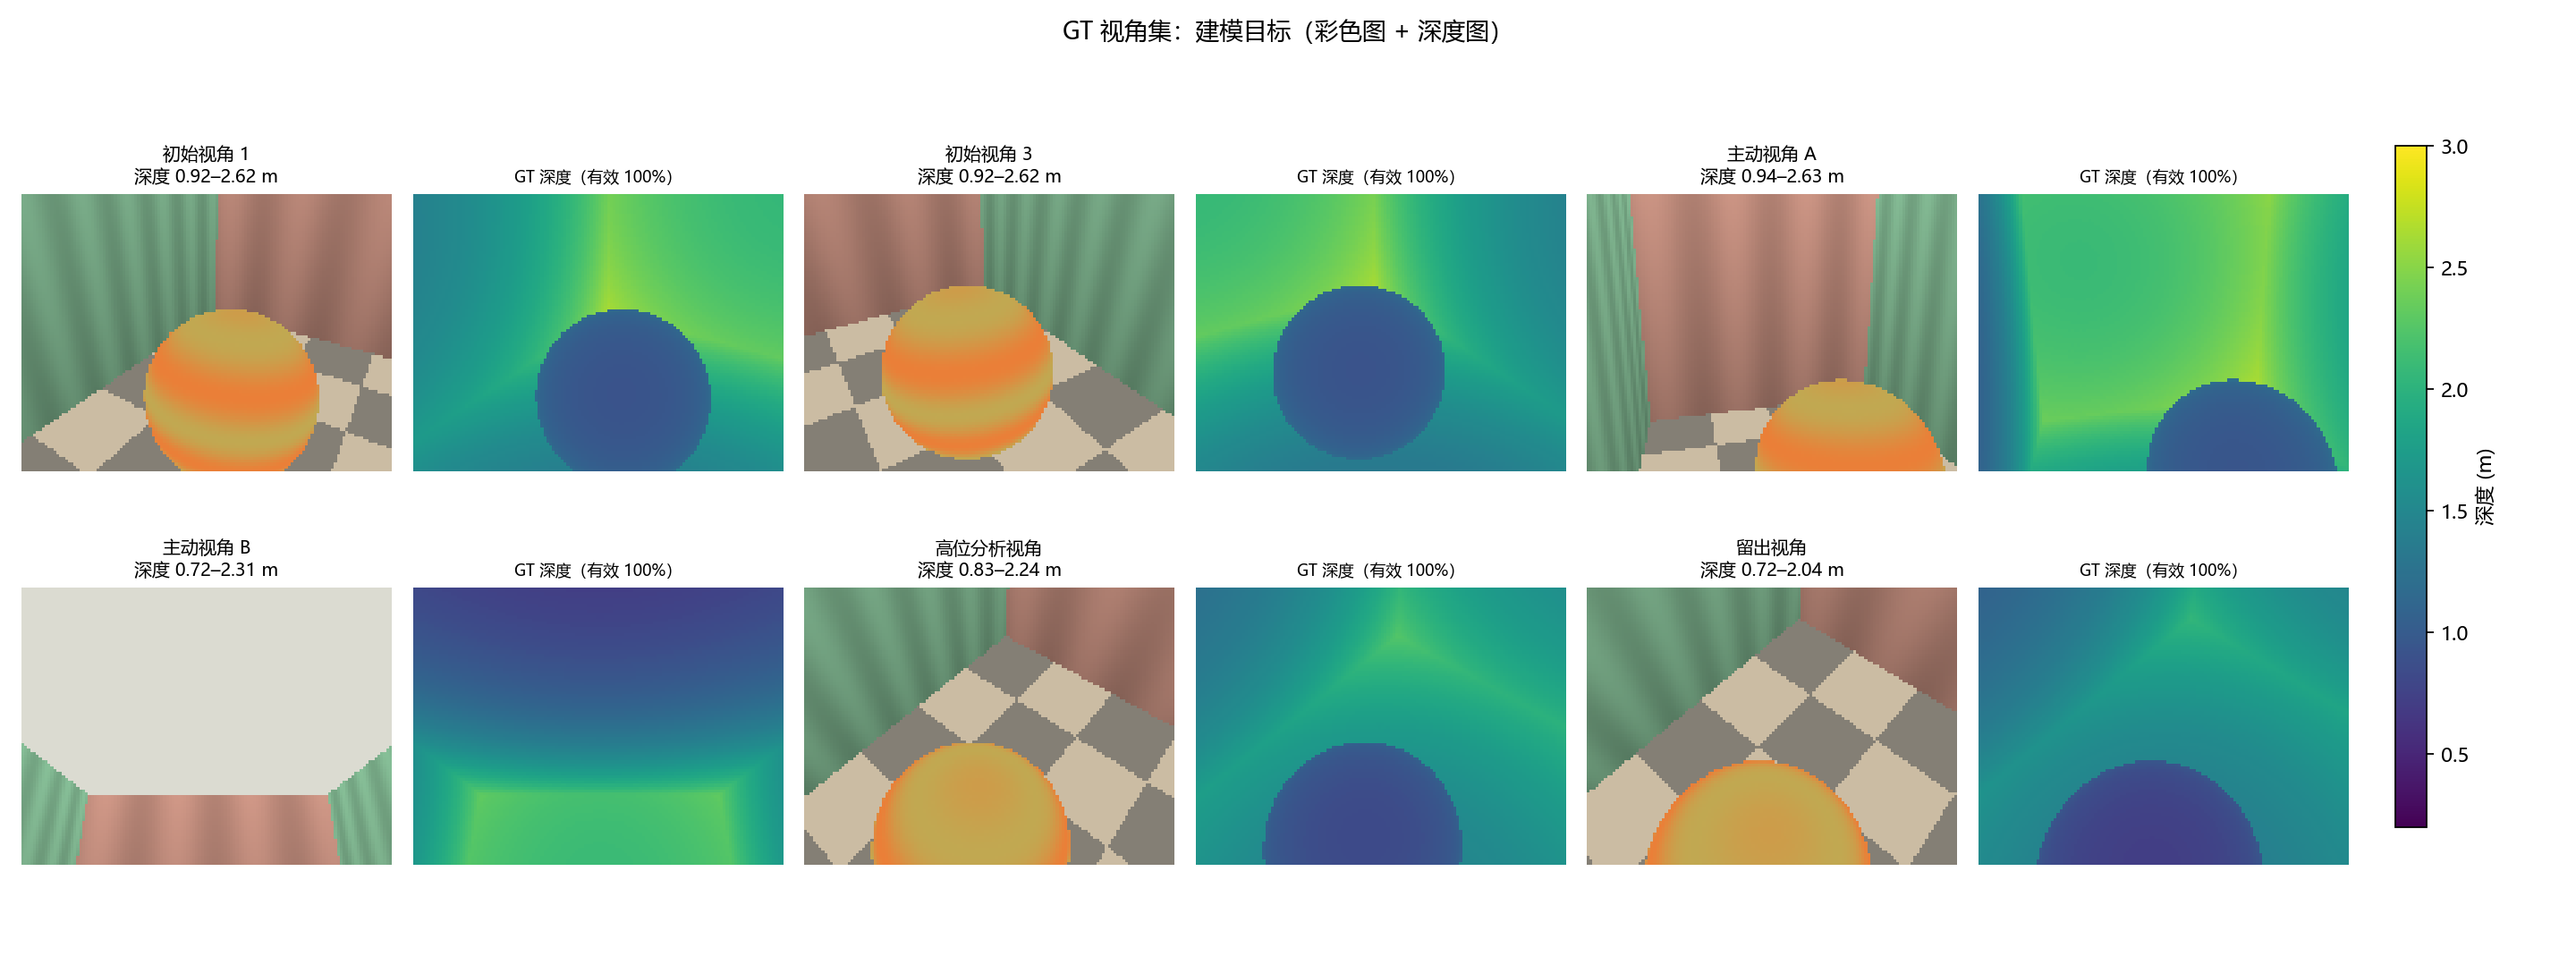 GT 视角集：建模目标（彩色图 + 深度图）
初始视角 1
深度 0.92–2.62 m
GT 深度（有效 100%）
初始视角 3
深度 0.92–2.62 m
GT 深度（有效 100%）
主动视角 A
深度 0.94–2.63 m
GT 深度（有效 100%）
主动视角 B
深度 0.72–2.31 m
GT 深度（有效 100%）
高位分析视角
深度 0.83–2.24 m
GT 深度（有效 100%）
留出视角
深度 0.72–2.04 m
GT 深度（有效 100%）
3.0
2.5
2.0
1.5
1.0
0.5
深度 (m)